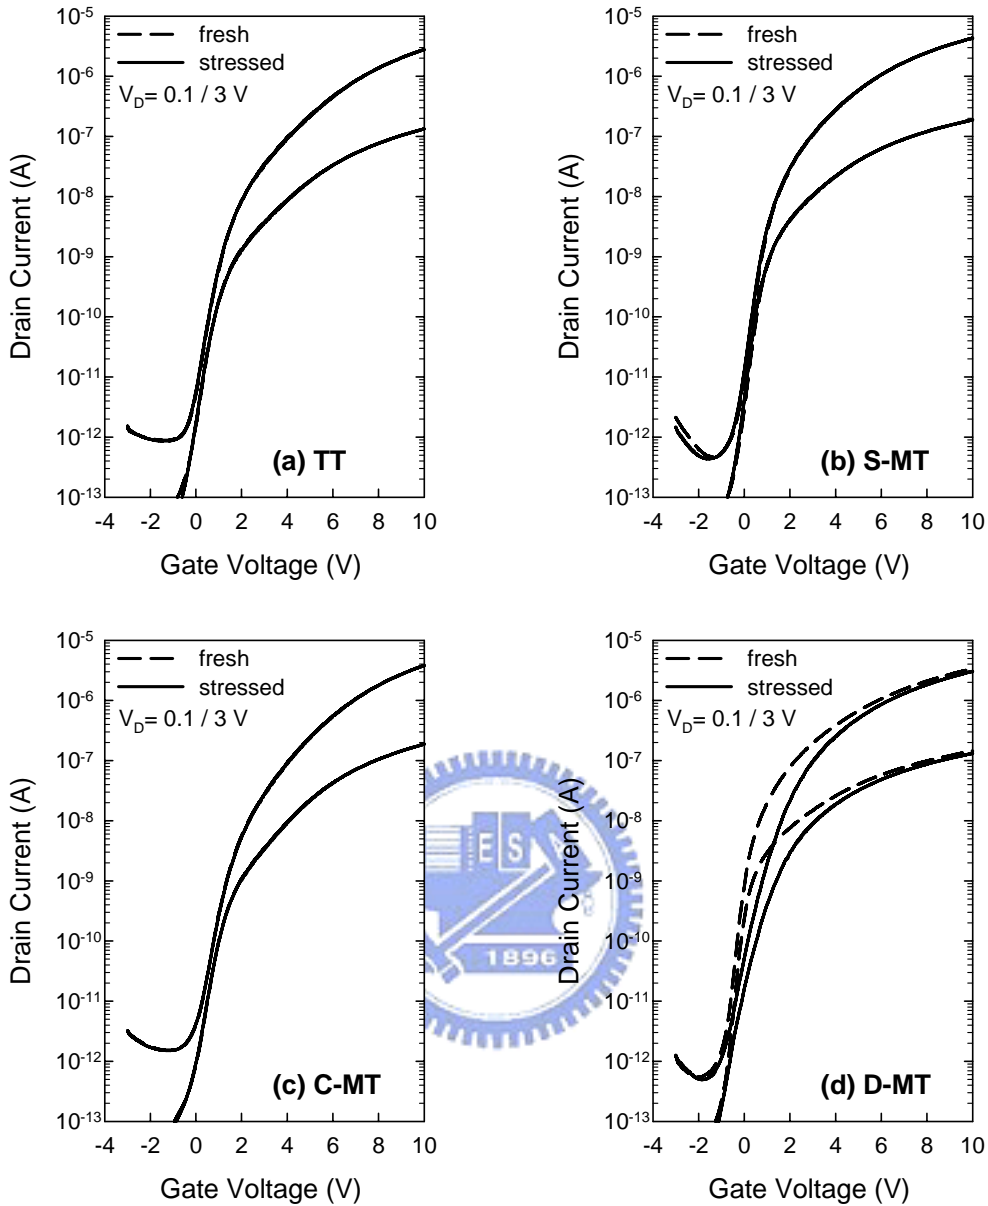 10⁻⁵
10⁻⁶
10⁻⁷
10⁻⁸
10⁻⁹
10⁻¹⁰
10⁻¹¹
10⁻¹²
10⁻¹³
Drain Current (A)
fresh
stressed
V_D= 0.1 / 3 V
(a) TT
-4 -2 0 2 4 6 8 10
Gate Voltage (V)
10⁻⁵
10⁻⁶
10⁻⁷
10⁻⁸
10⁻⁹
10⁻¹⁰
10⁻¹¹
10⁻¹²
10⁻¹³
Drain Current (A)
fresh
stressed
V_D= 0.1 / 3 V
(b) S-MT
-4 -2 0 2 4 6 8 10
Gate Voltage (V)
10⁻⁵
10⁻⁶
10⁻⁷
10⁻⁸
10⁻⁹
10⁻¹⁰
10⁻¹¹
10⁻¹²
10⁻¹³
Drain Current (A)
fresh
stressed
V_D= 0.1 / 3 V
(c) C-MT
-4 -2 0 2 4 6 8 10
Gate Voltage (V)
ES
1896
10⁻⁵
10⁻⁶
10⁻⁷
10⁻⁸
10⁻⁹
10⁻¹⁰
10⁻¹¹
10⁻¹²
10⁻¹³
Drain Current (A)
fresh
stressed
V_D= 0.1 / 3 V
(d) D-MT
-4 -2 0 2 4 6 8 10
Gate Voltage (V)